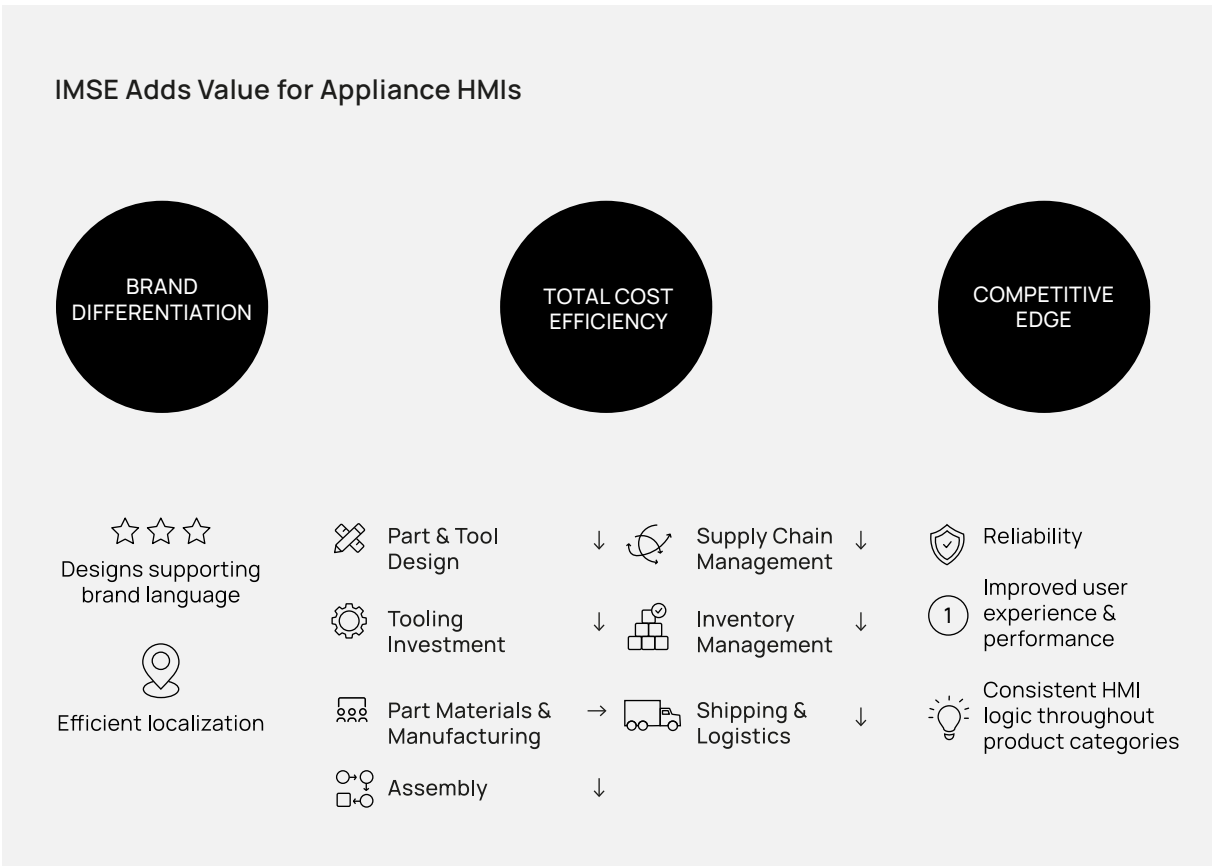 IMSE Adds Value for Appliance HMIs
BRAND
DIFFERENTIATION
TOTAL COST
EFFICIENCY
COMPETITIVE
EDGE
Designs supporting
brand language
Efficient localization
Part & Tool
Design
↓
Tooling
Investment
↓
Part Materials &
Manufacturing
→
Assembly
↓
Supply Chain
Management
↓
Inventory
Management
↓
Shipping &
Logistics
↓
Reliability
1
Improved user
experience &
performance
Consistent HMI
logic throughout
product categories